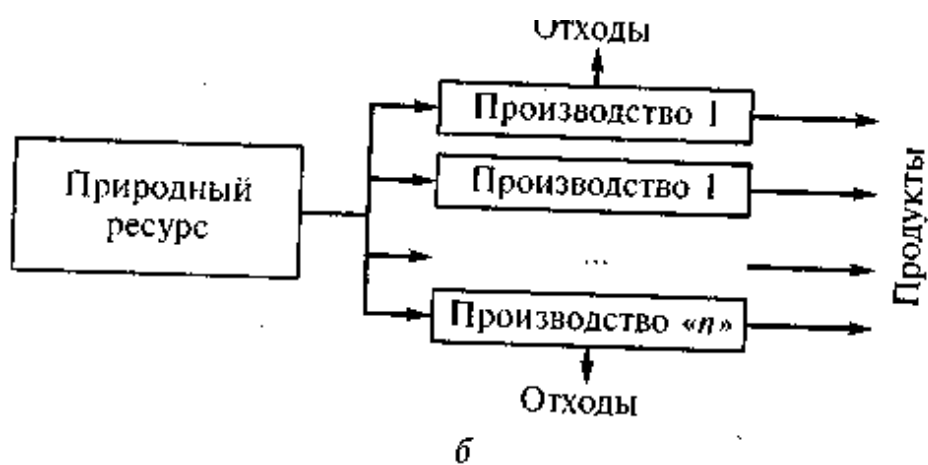 Отходы
Производство 1
Природный
ресурс
Производство 1
...
Производство «n»
Продукты
Отходы
б